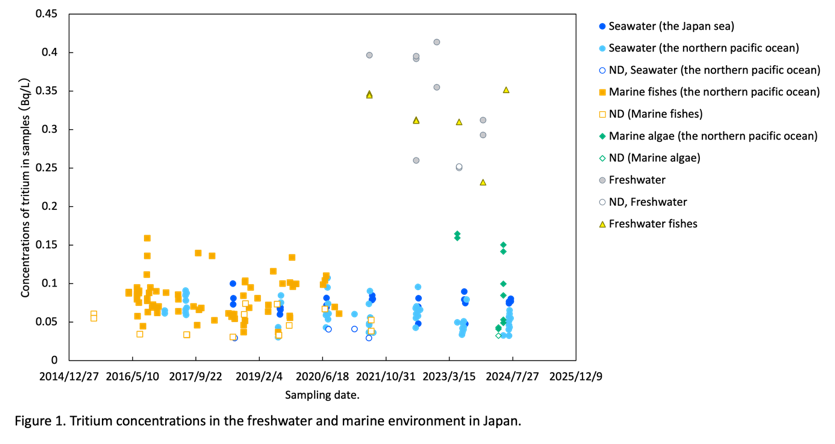 0.45
0.4
0.35
0.3
0.25
0.2
0.15
0.1
0.05
0
Concentrations of tritium in samples (Bq/L)
2014/12/27 2016/5/10 2017/9/22 2019/2/4 2020/6/18 2021/10/31 2023/3/15 2024/7/27 2025/12/9
Sampling date.
Seawater (the Japan sea)
Seawater (the northern pacific ocean)
ND, Seawater (the northern pacific ocean)
Marine fishes (the northern pacific ocean)
ND (Marine fishes)
Marine algae (the northern pacific ocean)
ND (Marine algae)
Freshwater
ND, Freshwater
Freshwater fishes
Figure 1. Tritium concentrations in the freshwater and marine environment in Japan.